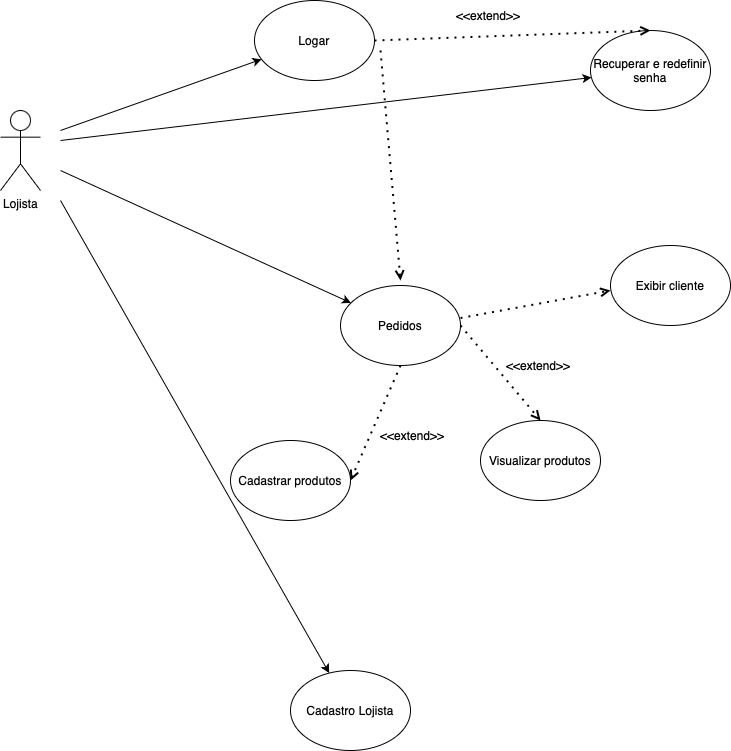 <<extend>>
Logar
Recuperar e redefinir
senha
Lojista
Exibir cliente
Pedidos
<<extend>>
<<extend>>
Visualizar produtos
Cadastrar produtos
Cadastro Lojista